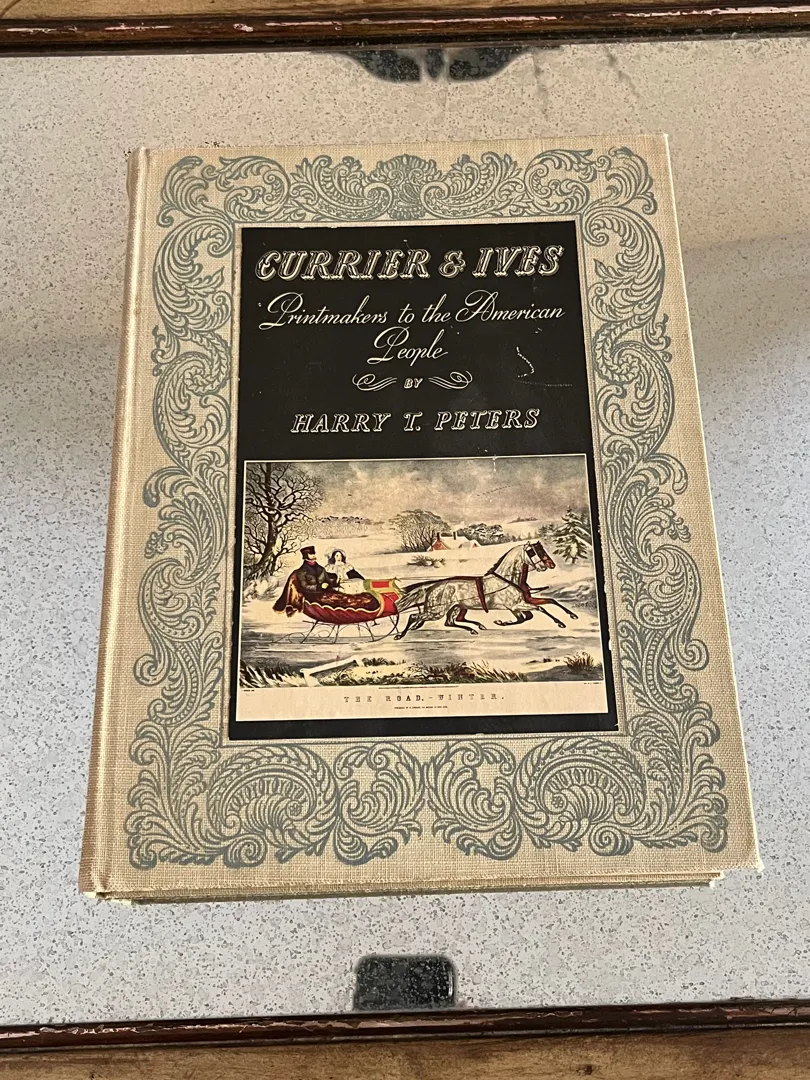 CURRIER & IVES
Printmakers to the American
People
BY
HARRY T. PETERS
THE ROAD, - WINTER.